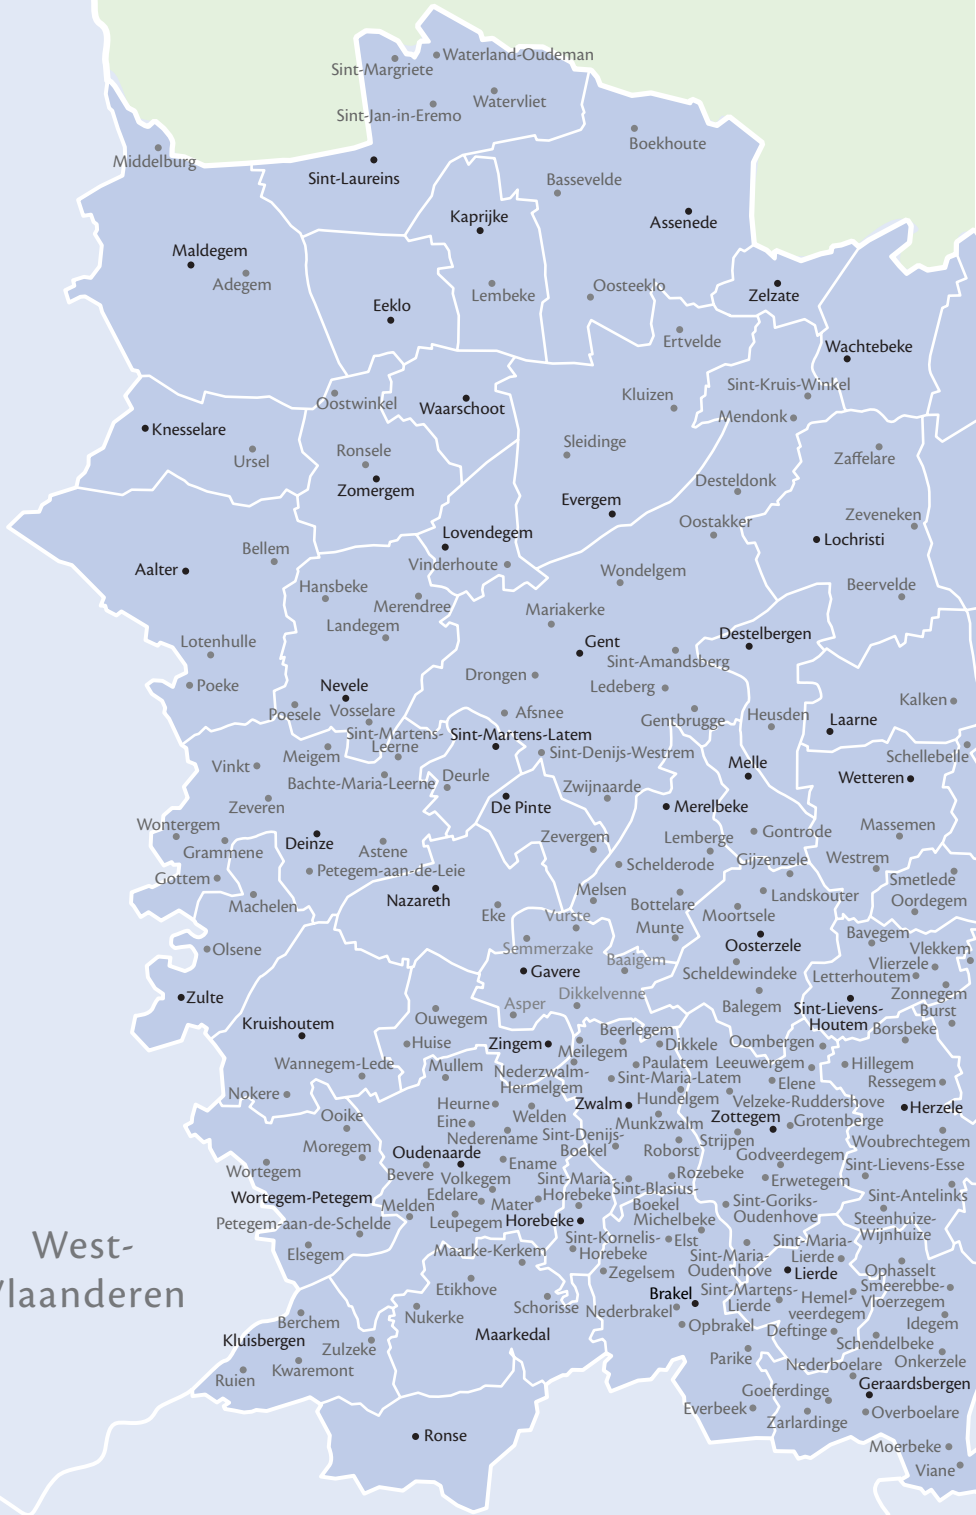 Waterland-Oudeman
Sint-Margriete
Watervliet
Sint-Jan-in-Eremo
Boekhoute
Middelburg
Sint-Laureins
Bassevelde
Kaprijke
Assenede
Maldegem
Adegem
Lembeke
Oosteeklo
Zelzate
Eeklo
Ertvelde
Wachtebeke
Sint-Kruis-Winkel
Kluizen
Oostwinkel
Waarschoot
Mendonk
Knesselare
Sleidinge
Ronsele
Ursel
Zaffelare
Desteldonk
Zomergem
Evergem
Zeveneken
Oostakker
Lovendegem
Lochristi
Bellem
Vinderhoute
Aalter
Wondelgem
Hansbeke
Beervelde
Merendree
Mariakerke
Landegem
Destelbergen
Lotenhulle
Gent
Sint-Amandsberg
Drongen
Poeke
Nevele
Ledeberg
Kalken
Poesele
Vosselare
Afsnee
Gentbrugge
Heusden
Laarne
Sint-Martens-
Leerne
Sint-Martens-Latem
Sint-Denijs-Westrem
Meigem
Schellebelle
Vinkt
Melle
Deurle
Bachte-Maria-Leerne
Wetteren
Zwijnaarde
Zeveren
De Pinte
Merelbeke
Wontergem
Massemen
Zevergem
Lemberge
Gontrode
Deinze
Grammene
Astene
Gijzenzele
Westrem
Petegem-aan-de-Leie
Schelderode
Gottem
Smetlede
Melsen
Landskouter
Nazareth
Machelen
Bottelare
Oordegem
Eke
Vurste
Moortsele
Munte
Bavegem
Olsene
Semmerzake
Oosterzele
Vlekkem
Baaigem
Vlierzele
Gavere
Scheldewindeke
Letterhoutem
Zulte
Dikkelvenne
Zonnegem
Asper
Balegem
Sint-Lievens-
Houtem
Burst
Kruishoutem
Ouwegem
Borsbeke
Beerlegem
Huise
Zingem
Dikkele
Oombergen
Meilegem
Wannegem-Lede
Mullem
Nederzwalm-
Hermelgem
Paulatem
Leeuwergem
Hillegem
Sint-Maria-Latem
Elene
Ressegem
Nokere
Heurne
Zwalm
Hundelgem
Velzeke-Ruddershove
Herzele
Ooike
Welden
Zottegem
Eine
Munkzwalm
Grotenberge
Nederename
Sint-Denijs-
Boekel
Moregem
Strijpen
Woubrechtegem
Oudenaarde
Roborst
Godveerdegem
Ename
Sint-Lievens-Esse
Wortegem
Bevere
Volkegem
Rozebeke
Erwetegem
Sint-Maria-
Horebeke
Sint-Blasius-
Boekel
Wortegem-Petegem
Edelare
Sint-Antelinks
Melden
Mater
Sint-Goriks-
Oudenhove
Petegem-aan-de-Schelde
Leupegem
Horebeke
Michelbeke
Steenhuize-
Wijnhuize
Elsegem
Maarke-Kerkem
Sint-Kornelis-
Horebeke
Elst
Sint-Maria-
Oudenhove
Sint-Maria-
Lierde
West-
Vlaanderen
Zegelsem
Lierde
Ophasselt
Etikhove
Brakel
Sint-Martens-
Lierde
Hemel-
veerdegem
Smeerebbe-
Vloerzegem
Schorisse
Nederbrakel
Berchem
Nukerke
Idegem
Opbrakel
Deftinge
Kluisbergen
Maarkedal
Schendelbeke
Zulzeke
Parike
Nederboelare
Onkerzele
Kwaremont
Ruien
Geraardsbergen
Goeferdinge
Everbeek
Overboelare
Zarlardinge
Ronse
Moerbeke
Viane